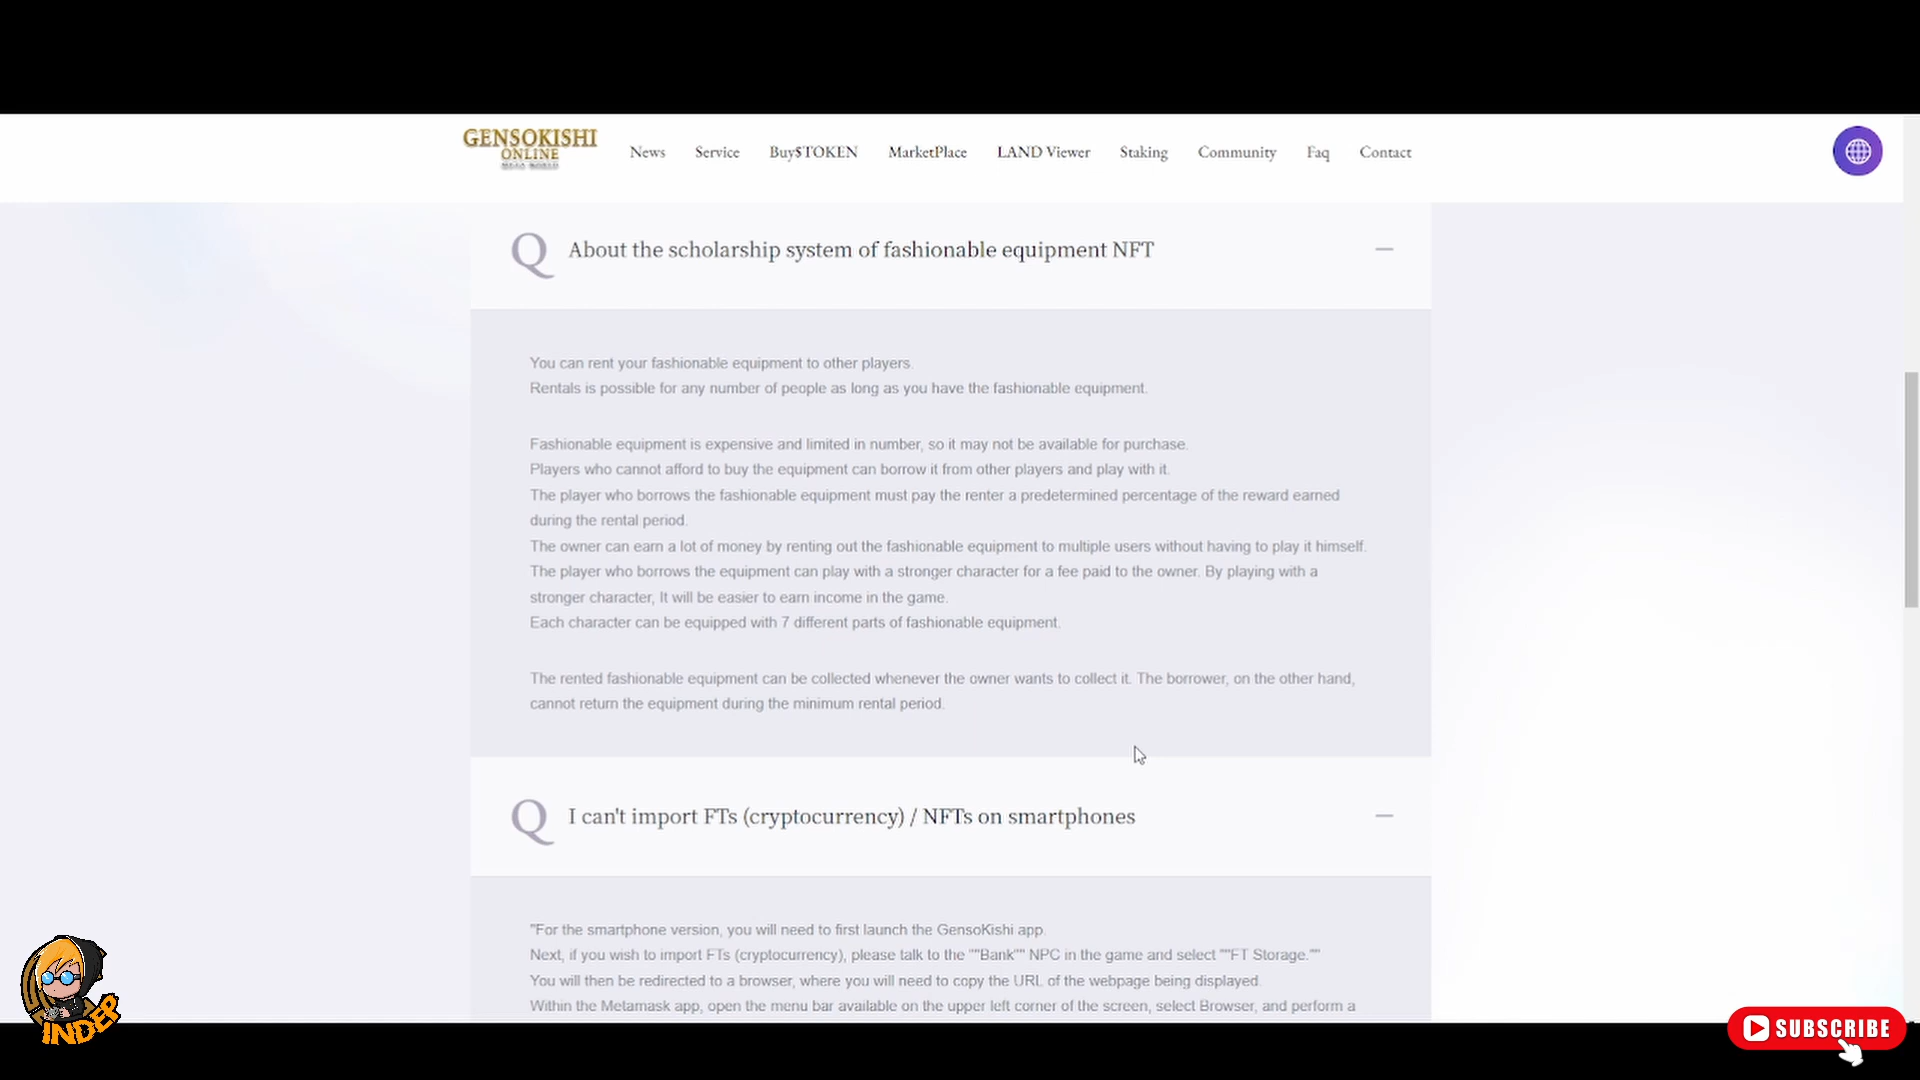 GENSOKISHI
ONLINE
META WORLD
News Service Buy$TOKEN MarketPlace LAND Viewer Staking Community Faq Contact
Q About the scholarship system of fashionable equipment NFT
You can rent your fashionable equipment to other players.
Rentals is possible for any number of people as long as you have the fashionable equipment.
Fashionable equipment is expensive and limited in number, so it may not be available for purchase.
Players who cannot afford to buy the equipment can borrow it from other players and play with it.
The player who borrows the fashionable equipment must pay the renter a predetermined percentage of the reward earned
during the rental period.
The owner can earn a lot of money by renting out the fashionable equipment to multiple users without having to play it himself.
The player who borrows the equipment can play with a stronger character for a fee paid to the owner. By playing with a
stronger character, It will be easier to earn income in the game.
Each character can be equipped with 7 different parts of fashionable equipment.
The rented fashionable equipment can be collected whenever the owner wants to collect it. The borrower, on the other hand,
cannot return the equipment during the minimum rental period.
Q I can't import FTs (cryptocurrency) / NFTs on smartphones
"For the smartphone version, you will need to first launch the GensoKishi app.
Next, if you wish to import FTs (cryptocurrency), please talk to the ""Bank"" NPC in the game and select ""FT Storage.""
You will then be redirected to a browser, where you will need to copy the URL of the webpage being displayed.
Within the Metamask app, open the menu bar available on the upper left corner of the screen, select Browser, and perform a
INDEP
SUBSCRIBE